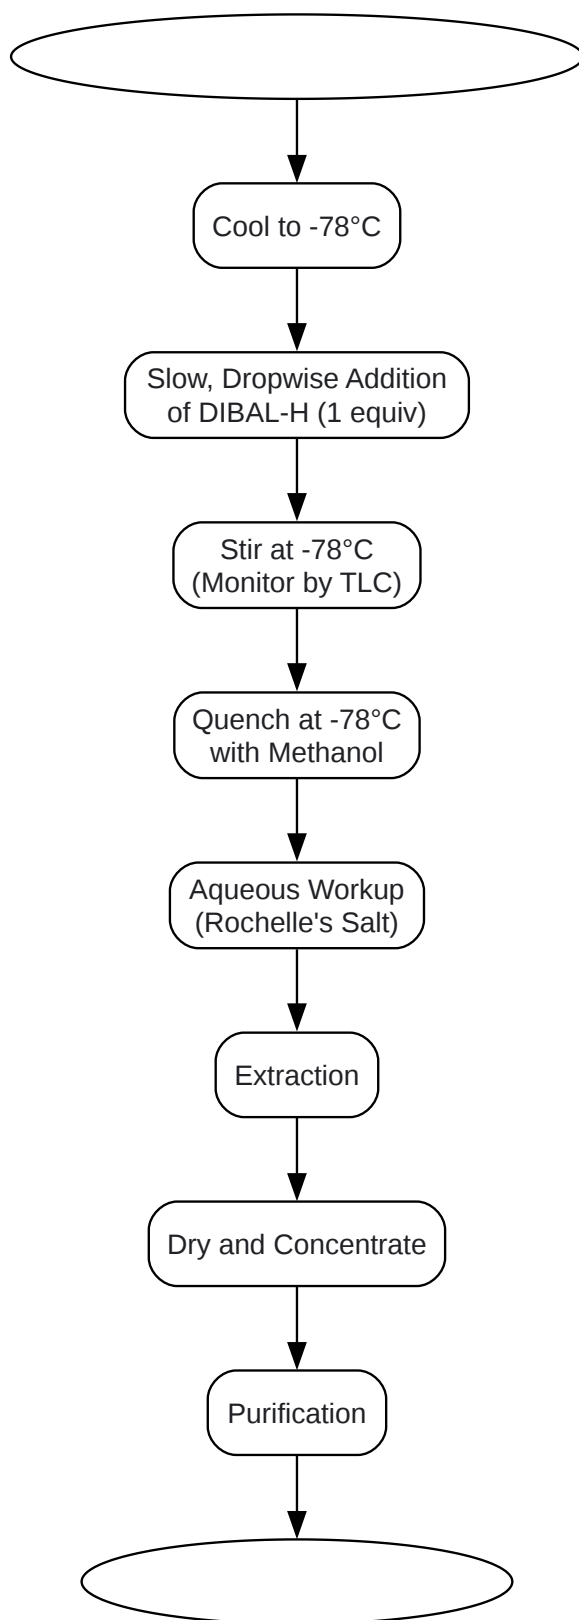 Cool to -78°C
Slow, Dropwise Addition
of DIBAL-H (1 equiv)
Stir at -78°C
(Monitor by TLC)
Quench at -78°C
with Methanol
Aqueous Workup
(Rochelle's Salt)
Extraction
Dry and Concentrate
Purification